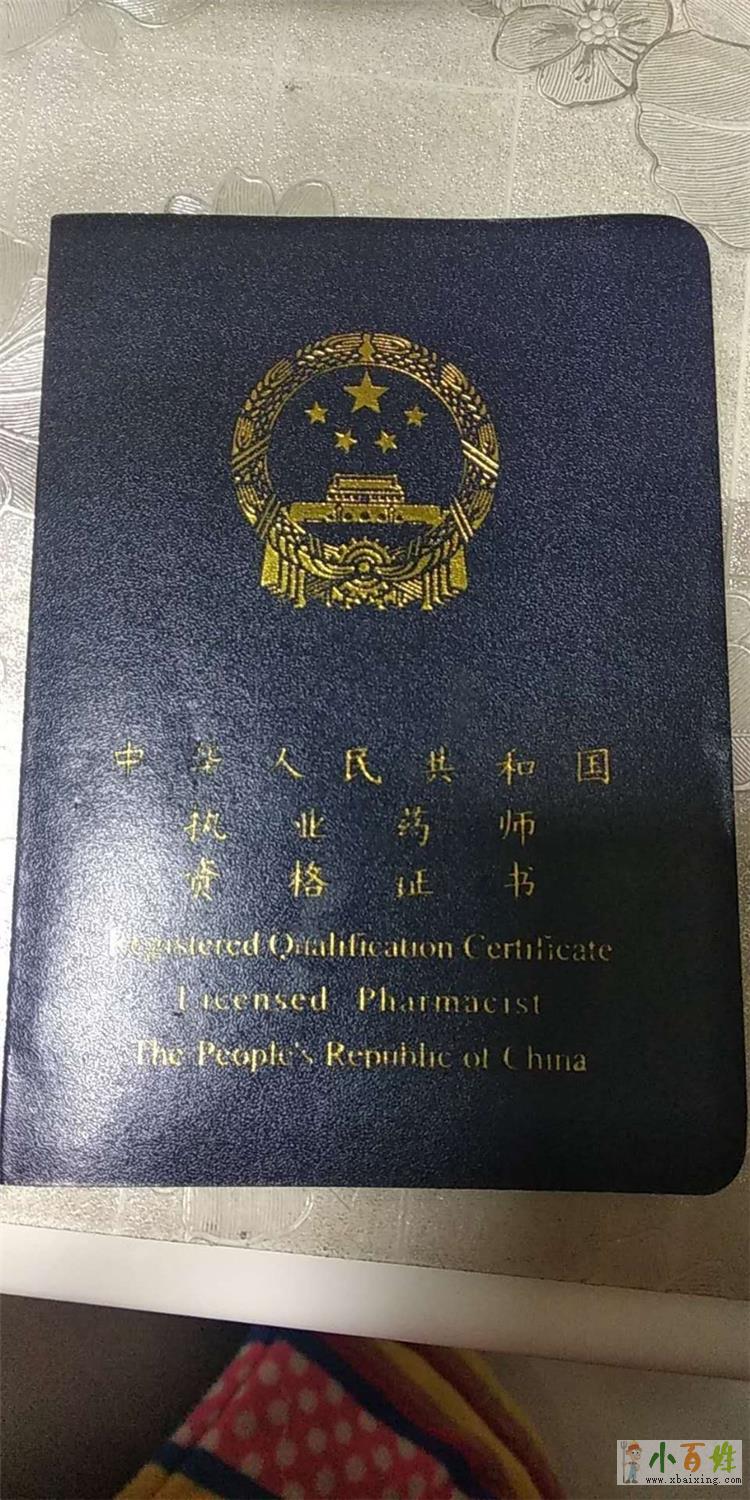 中华人民共和国
执业药师
资格证书
Registered Qualification Certificate
Licensed Pharmacist
The People's Republic of China
小百姓
www.xbaixing.com